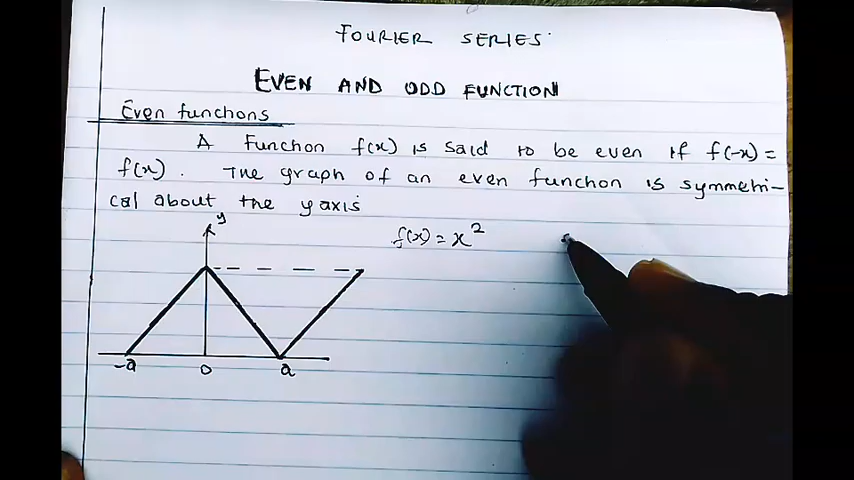 FOURIER SERIES
EVEN AND ODD FUNCTION
Even functions
A Function f(x) is said to be even if f(-x)=
f(x). The graph of an even function is symmetri-
cal about the y axis
y
f(x) = x²
-a 0 a